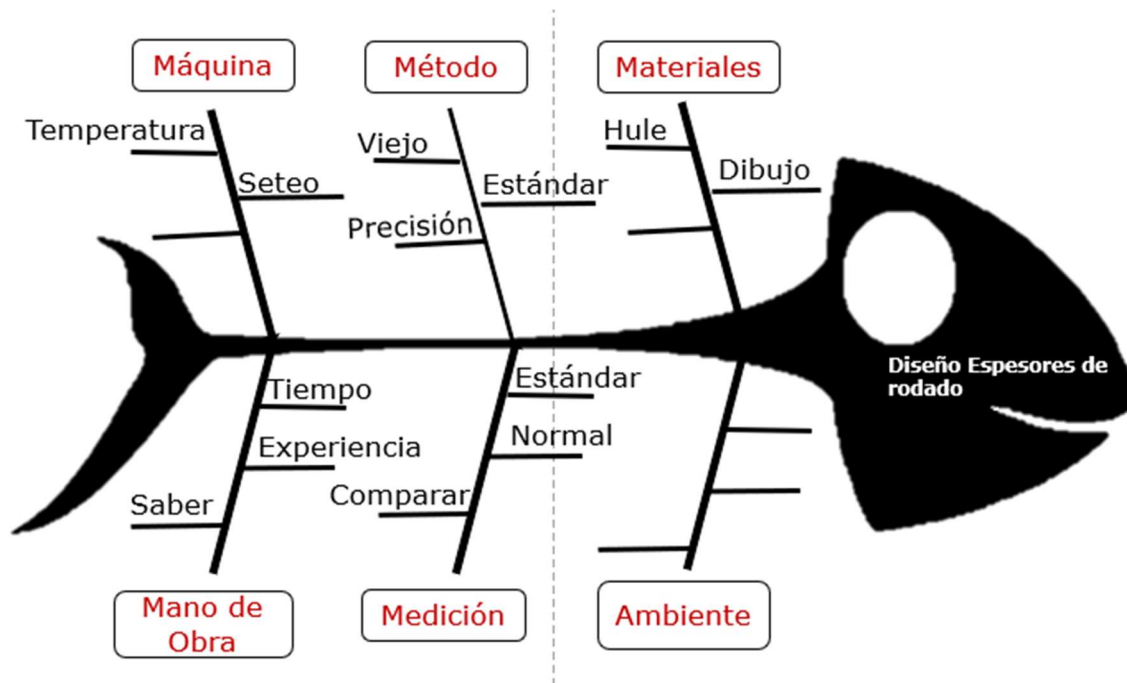 Máquina
Método
Materiales
Temperatura
Seteo
Viejo
Estándar
Precisión
Hule
Dibujo
Diseño Espesores de
rodado
Tiempo
Experiencia
Saber
Estándar
Normal
Comparar
Mano de
Obra
Medición
Ambiente